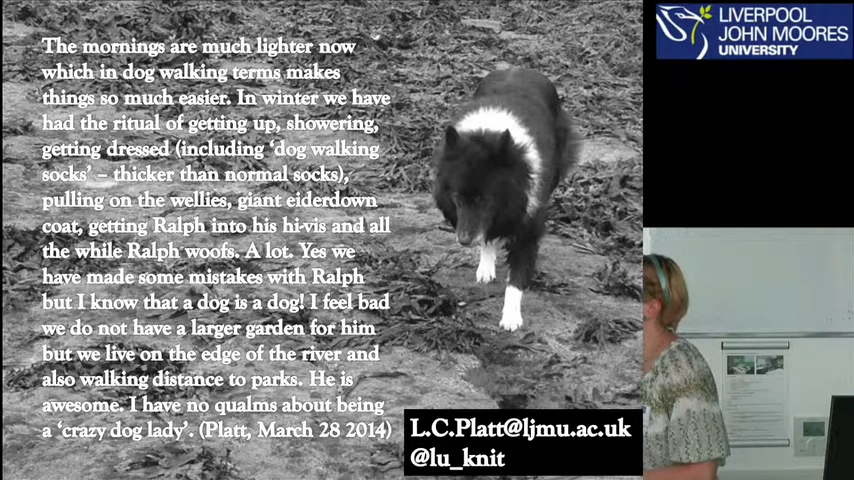 The mornings are much lighter now
which in dog walking terms makes
things so much easier. In winter we have
had the ritual of getting up, showering,
getting dressed (including ‘dog walking
socks’ – thicker than normal socks),
pulling on the wellies, giant eiderdown
coat, getting Ralph into his hi-vis and all
the while Ralph woofs. A lot. Yes we
have made some mistakes with Ralph
but I know that a dog is a dog! I feel bad
we do not have a larger garden for him
but we live on the edge of the river and
also walking distance to parks. He is
awesome. I have no qualms about being
a ‘crazy dog lady’. (Platt, March 28 2014)
L.C.Platt@ljmu.ac.uk
@lu_knit
LIVERPOOL
JOHN MOORES
UNIVERSITY